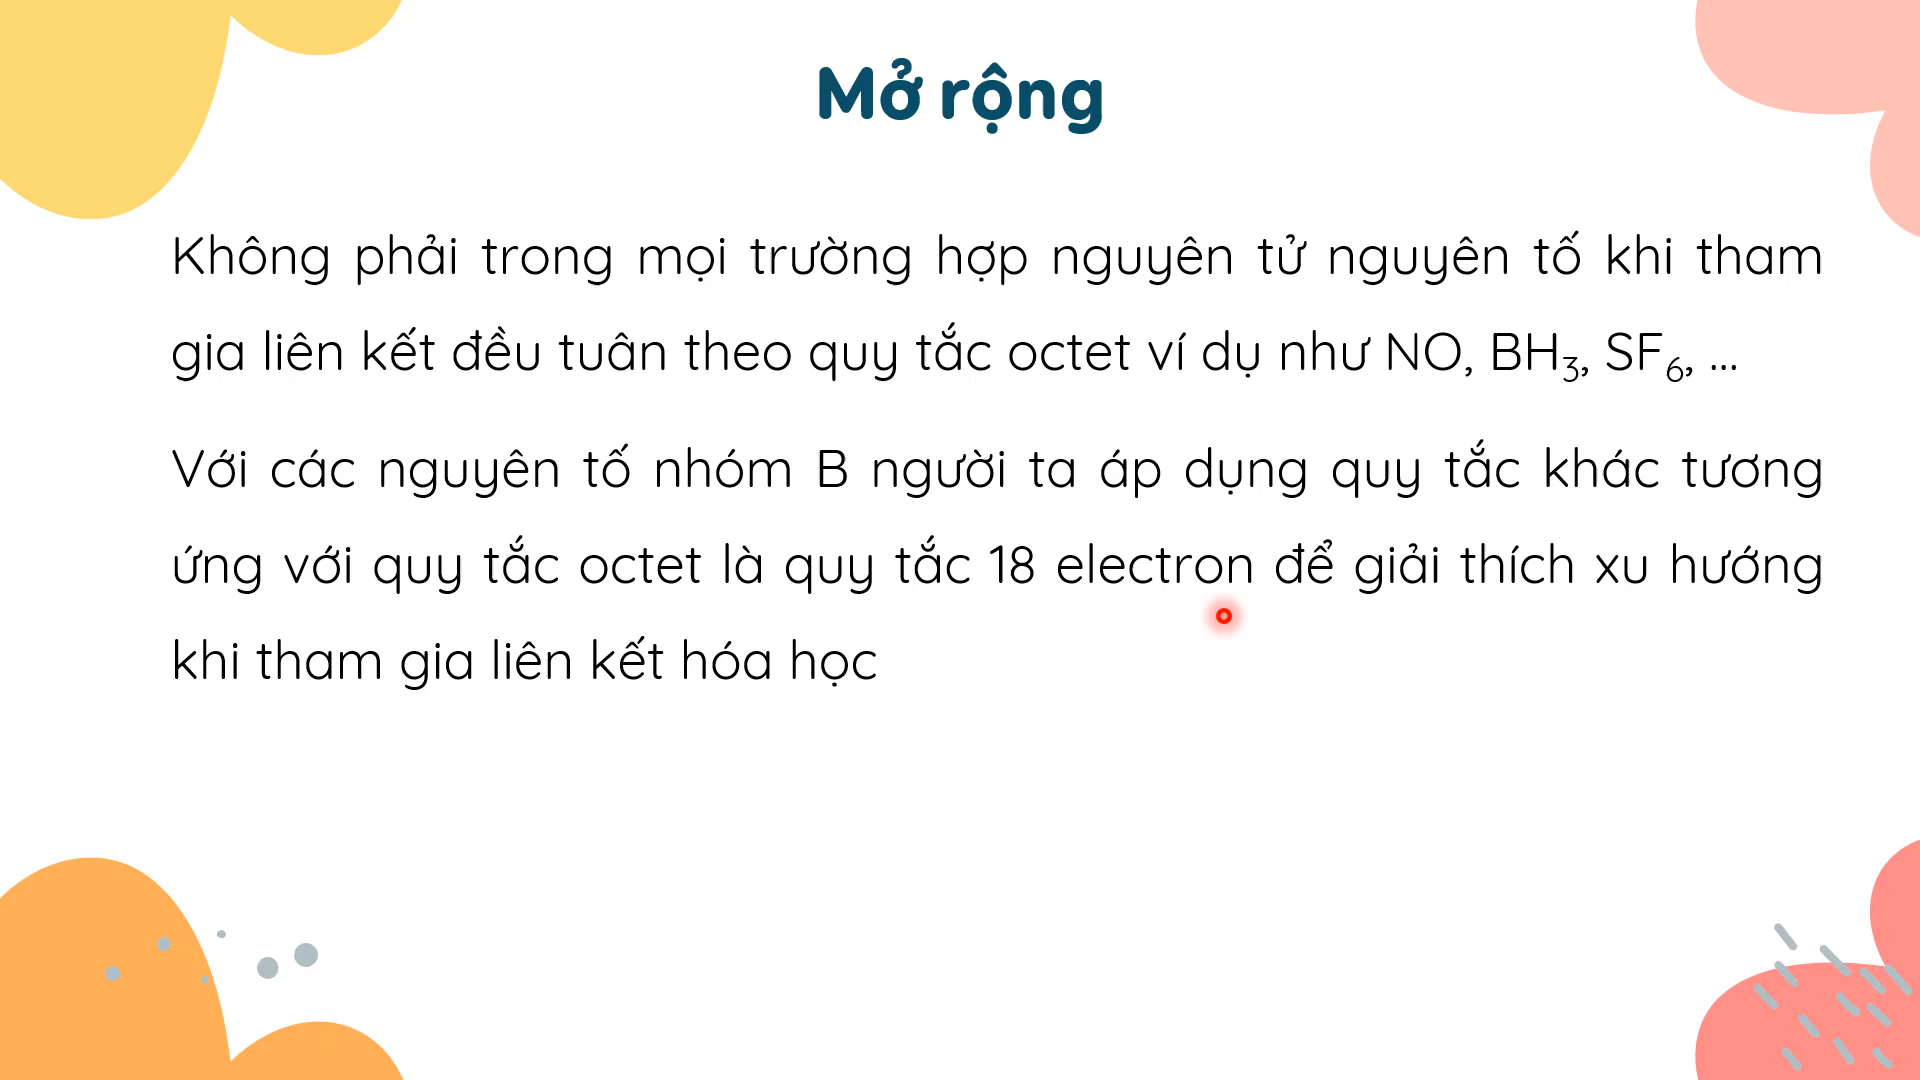 Mở rộng
Không phải trong mọi trường hợp nguyên tử nguyên tố khi tham
gia liên kết đều tuân theo quy tắc octet ví dụ như NO, BH₃, SF₆, ...
Với các nguyên tố nhóm B người ta áp dụng quy tắc khác tương
ứng với quy tắc octet là quy tắc 18 electron để giải thích xu hướng
khi tham gia liên kết hóa học